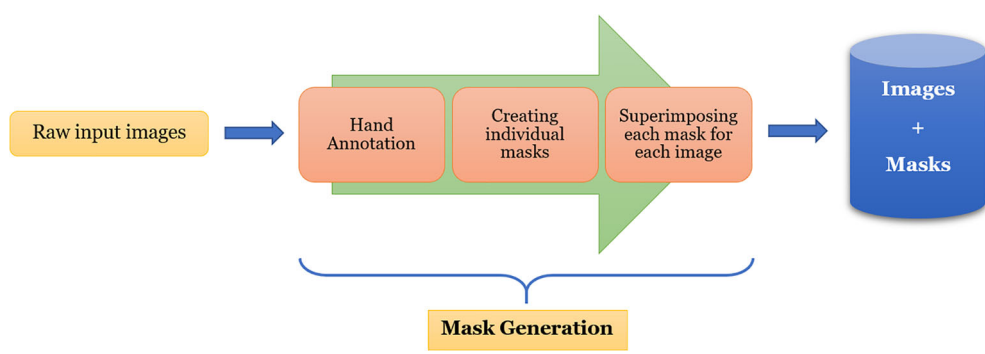 Raw input images
Hand
Annotation
Creating
individual
masks
Superimposing
each mask for
each image
Images
+
Masks
Mask Generation